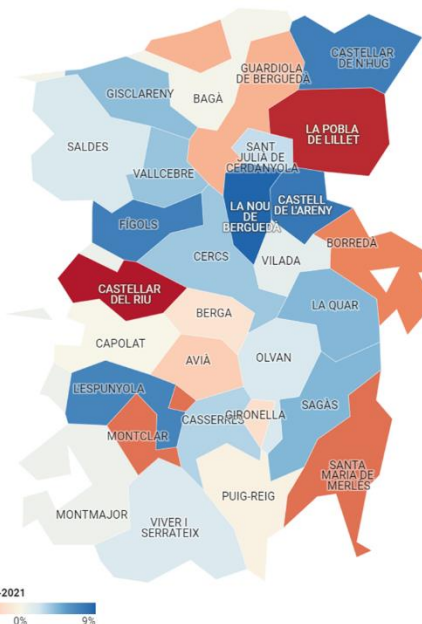 CASTELLAR
DE N'HUG
GUARDIOLA
DE BERGUEDÀ
GISCLARENY
BAGÀ
LA POBLA
DE LILLET
SALDES
SANT
JULIÀ DE
CERDANYOLA
VALLCEBRE
LA NOU
DE
BERGUEDÀ
CASTELL
DE L'ARENY
FÍGOLS
BORREDÀ
CERCS
VILADA
CASTELLAR
DEL RIU
BERGA
LA QUAR
CAPOLAT
AVIÀ
OLVAN
L'ESPUNYOLA
CASSERRES
GIRONELLA
SAGÀS
MONTCLAR
SANTA
MARIA DE
MERLÈS
PUIG-REIG
MONTMAJOR
VIVER I
SERRATEIX
-2021
0%
9%